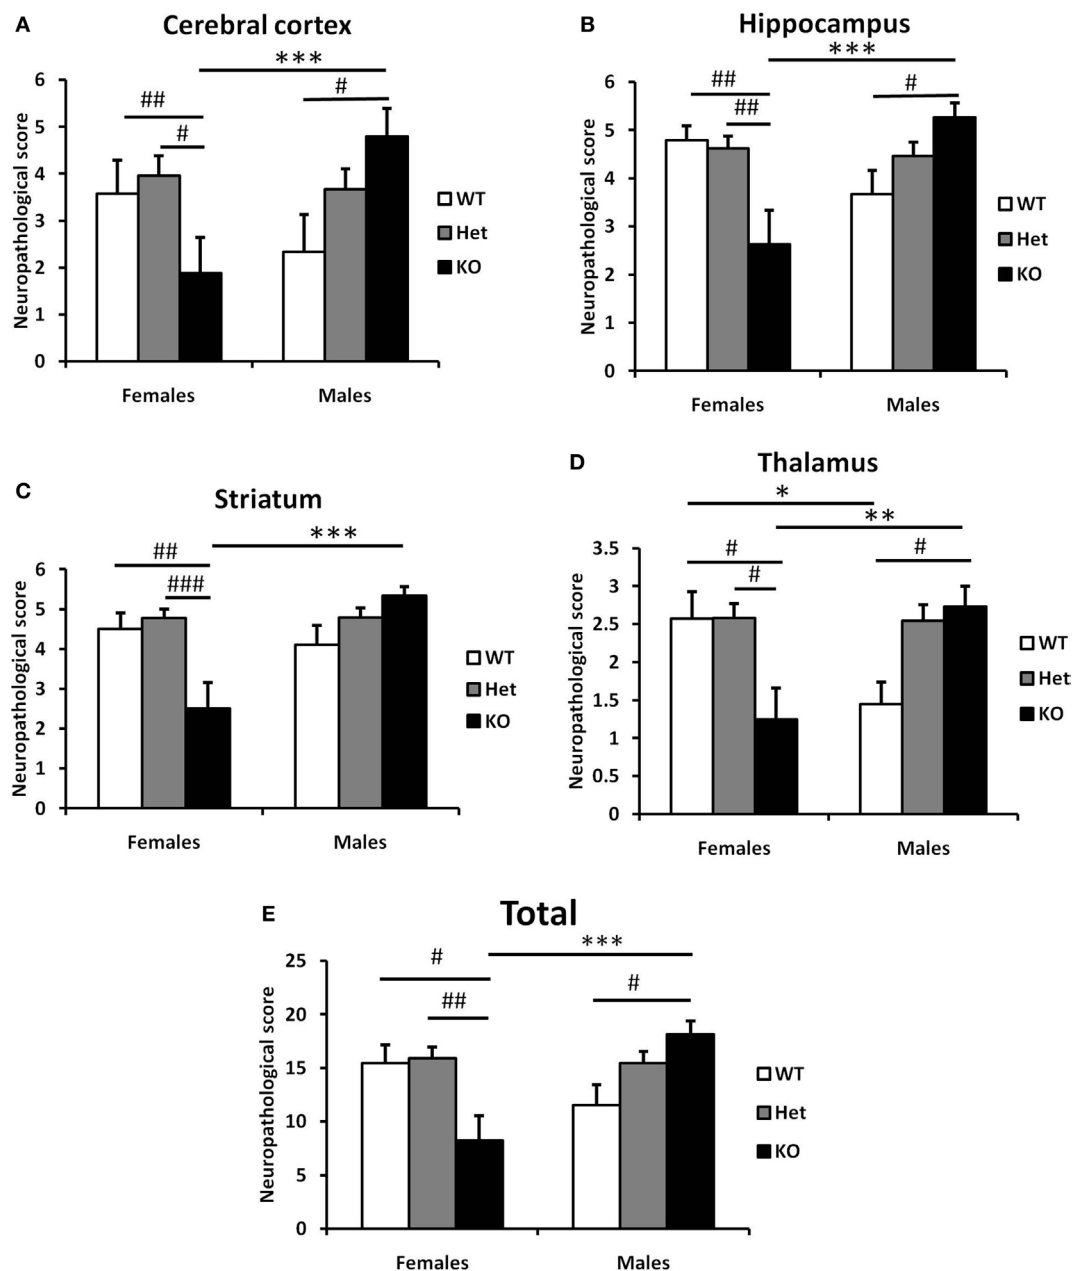 A
Cerebral cortex
***
#
##
#
6
5
4
3
2
1
0
Neuropathological score
WT
Het
KO
Females
Males
B
Hippocampus
***
##
#
##
6
5
4
3
2
1
0
Neuropathological score
WT
Het
KO
Females
Males
C
Striatum
***
##
###
6
5
4
3
2
1
0
Neuropathological score
WT
Het
KO
Females
Males
D
Thalamus
*
**
#
#
#
3.5
3
2.5
2
1.5
1
0.5
0
Neuropathological score
WT
Het
KO
Females
Males
E
Total
***
#
#
##
25
20
15
10
5
0
Neuropathological score
WT
Het
KO
Females
Males